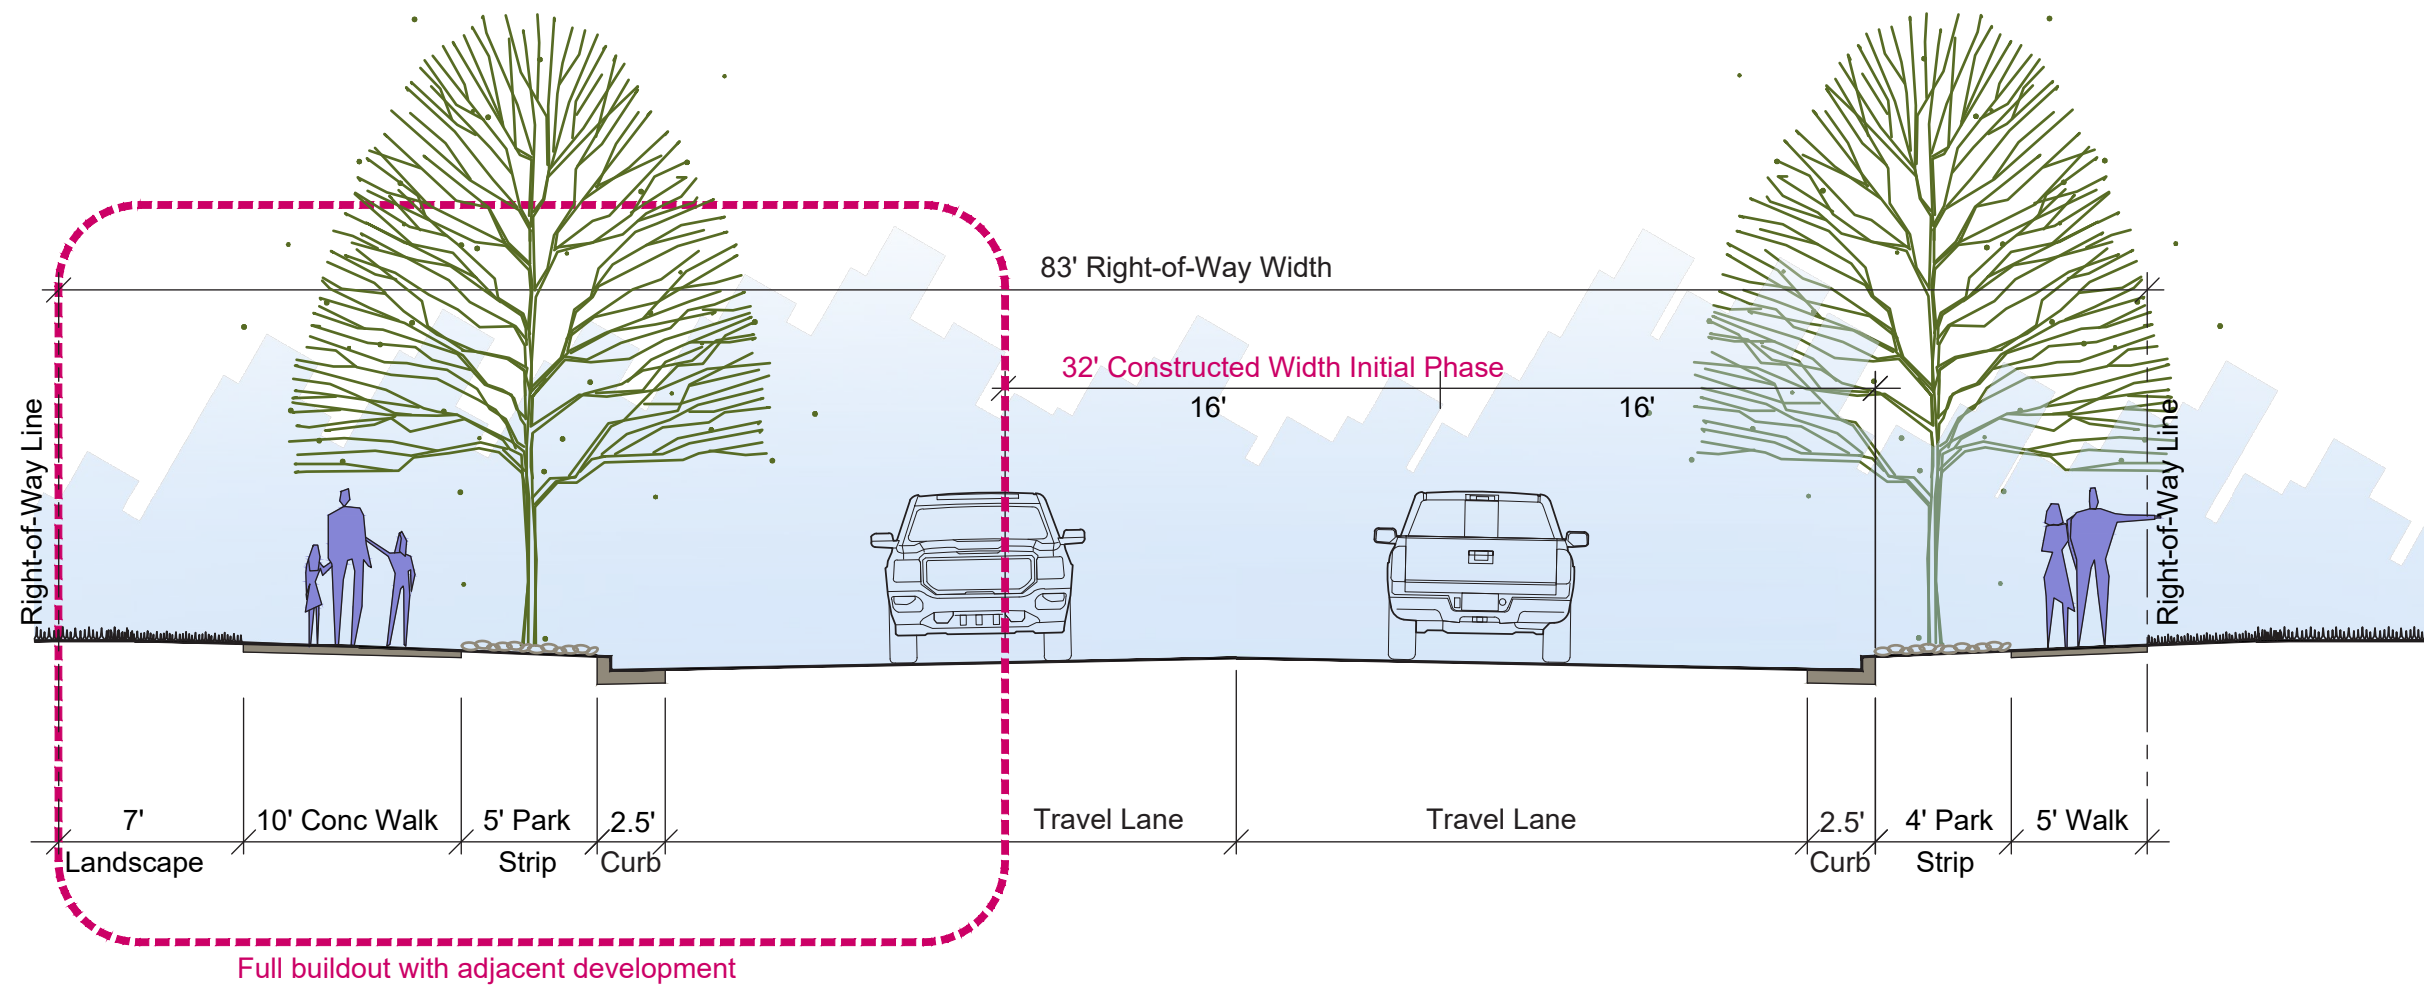 83' Right-of-Way Width
32' Constructed Width Initial Phase
16'
16'
Right-of-Way Line
Right-of-Way Line
7'
Landscape
10' Conc Walk
5' Park
Strip
2.5'
Curb
Travel Lane
Travel Lane
2.5'
Curb
4' Park
Strip
5' Walk
Full buildout with adjacent development